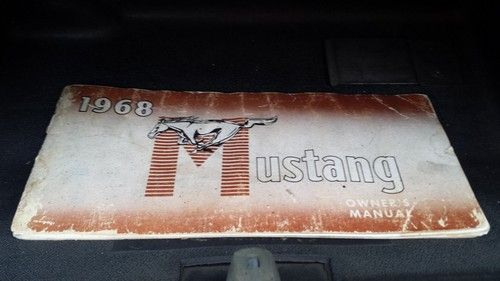 1968
Mustang
OWNER'S
MANUAL